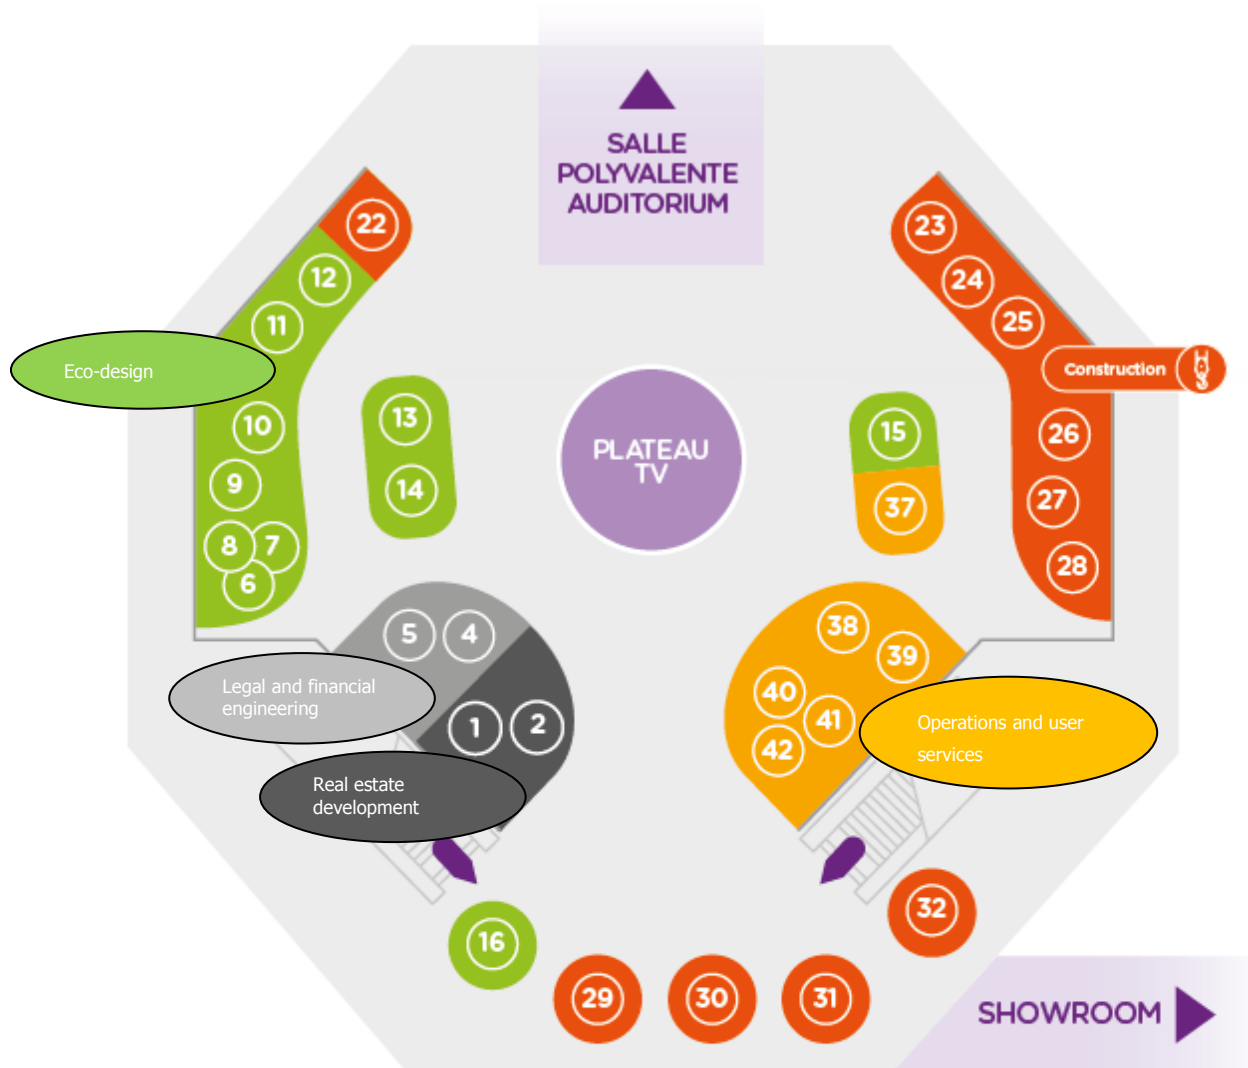 SALLE
POLYVALENTE
AUDITORIUM
22
23
12
24
11
25
Eco-design
Construction
13
10
15
26
PLATEAU
TV
9
14
37
27
8
7
28
6
5
4
38
39
Legal and financial
engineering
40
1
2
41
Operations and user
services
42
Real estate
development
32
16
29
30
31
SHOWROOM